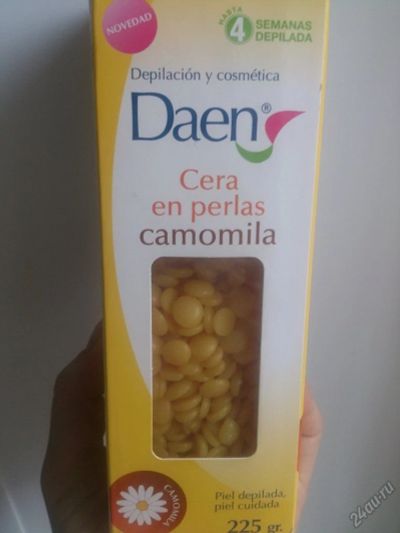 NOVEDAD
HASTA
4 SEMANAS
DEPILADA
Depilación y cosmética
Daen®
Cera
en perlas
camomila
CAMOMILA
Piel depilada,
piel cuidada
225 gr.
24au.ru